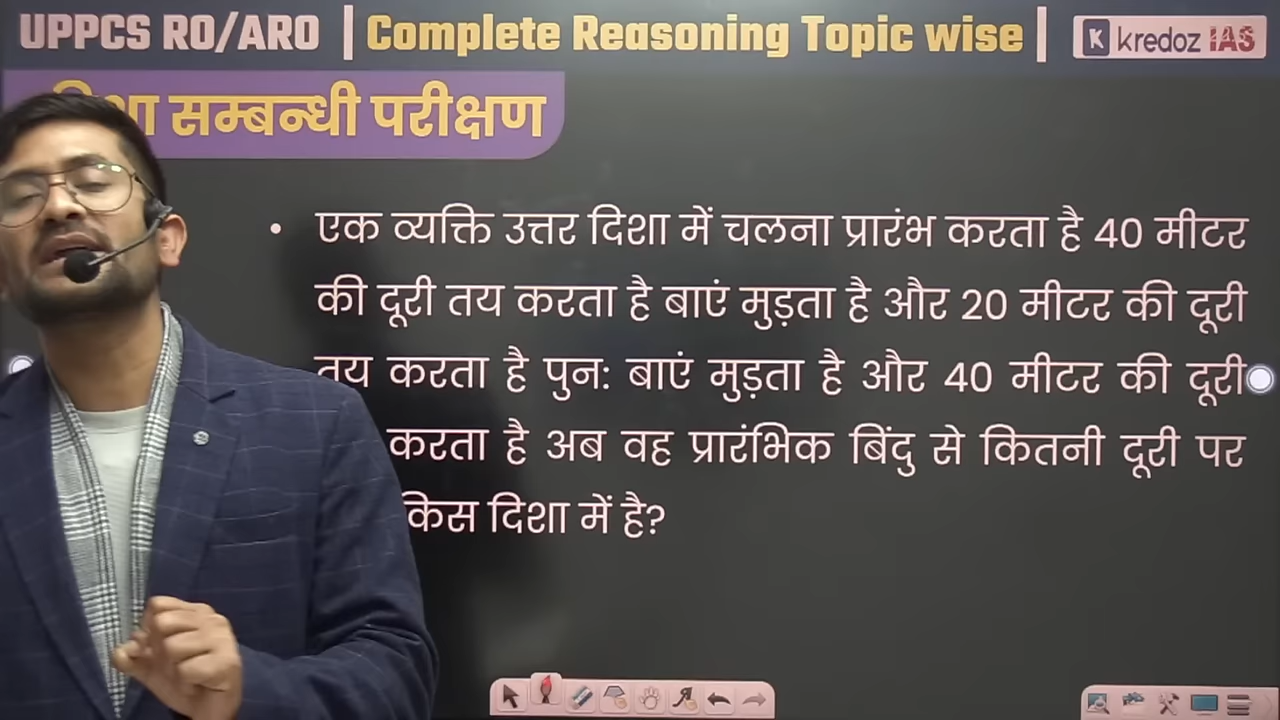 UPPCS RO/ARO | Complete Reasoning Topic wise |
K kredoz IAS
सम्बन्धी परीक्षण
• एक व्यक्ति उत्तर दिशा में चलना प्रारंभ करता है 40 मीटर
की दूरी तय करता है बाएं मुड़ता है और 20 मीटर की दूरी
तय करता है पुन: बाएं मुड़ता है और 40 मीटर की दूरी
करता है अब वह प्रारंभिक बिंदु से कितनी दूरी पर
किस दिशा में है?